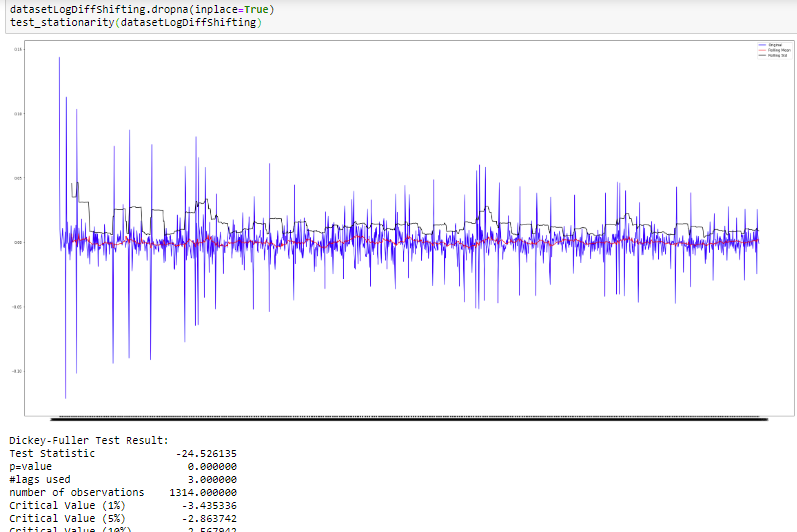 datasetLogDiffShifting.dropna(inplace=True)
test_stationarity(datasetLogDiffShifting)
Original
Rolling Mean
Rolling Std
0.15
0.10
0.05
0.00
-0.05
-0.10
Dickey-Fuller Test Result:
Test Statistic -24.526135
p=value 0.000000
#lags used 3.000000
number of observations 1314.000000
Critical Value (1%) -3.435336
Critical Value (5%) -2.863742
Critical Value (10%) -2.567942